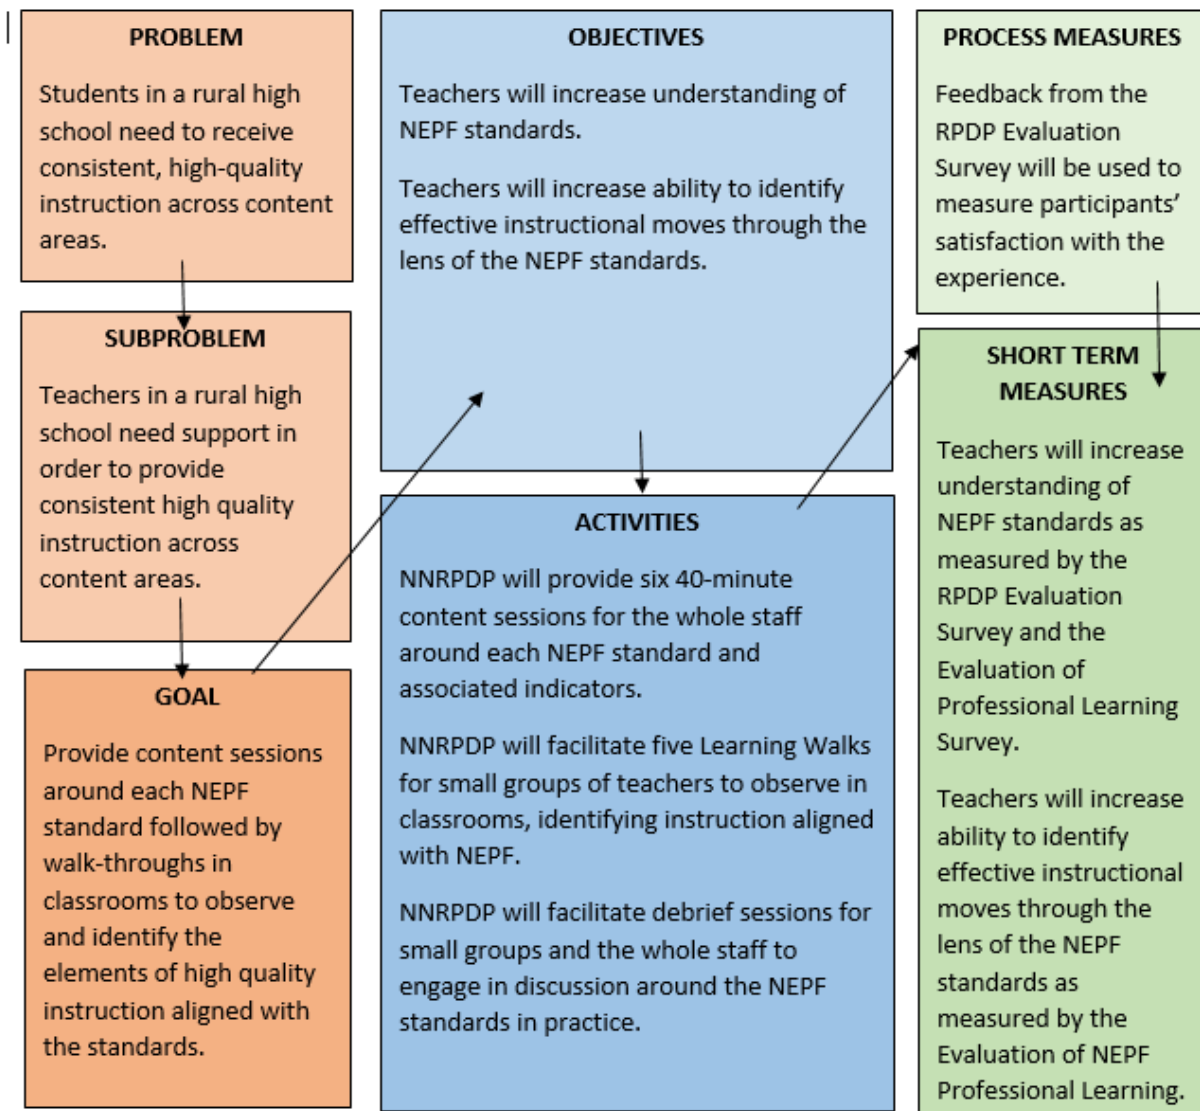 PROBLEM
Students in a rural high
school need to receive
consistent, high-quality
instruction across content
areas.
SUBPROBLEM
Teachers in a rural high
school need support in
order to provide
consistent high quality
instruction across
content areas.
GOAL
Provide content sessions
around each NEPF
standard followed by
walk-throughs in
classrooms to observe
and identify the
elements of high quality
instruction aligned with
the standards.
OBJECTIVES
Teachers will increase understanding of
NEPF standards.
Teachers will increase ability to identify
effective instructional moves through the
lens of the NEPF standards.
ACTIVITIES
NNRPDP will provide six 40-minute
content sessions for the whole staff
around each NEPF standard and
associated indicators.
NNRPDP will facilitate five Learning Walks
for small groups of teachers to observe in
classrooms, identifying instruction aligned
with NEPF.
NNRPDP will facilitate debrief sessions for
small groups and the whole staff to
engage in discussion around the NEPF
standards in practice.
PROCESS MEASURES
Feedback from the
RPDP Evaluation
Survey will be used to
measure participants’
satisfaction with the
experience.
SHORT TERM
MEASURES
Teachers will increase
understanding of
NEPF standards as
measured by the
RPDP Evaluation
Survey and the
Evaluation of
Professional Learning
Survey.
Teachers will increase
ability to identify
effective instructional
moves through the
lens of the NEPF
standards as
measured by the
Evaluation of NEPF
Professional Learning.